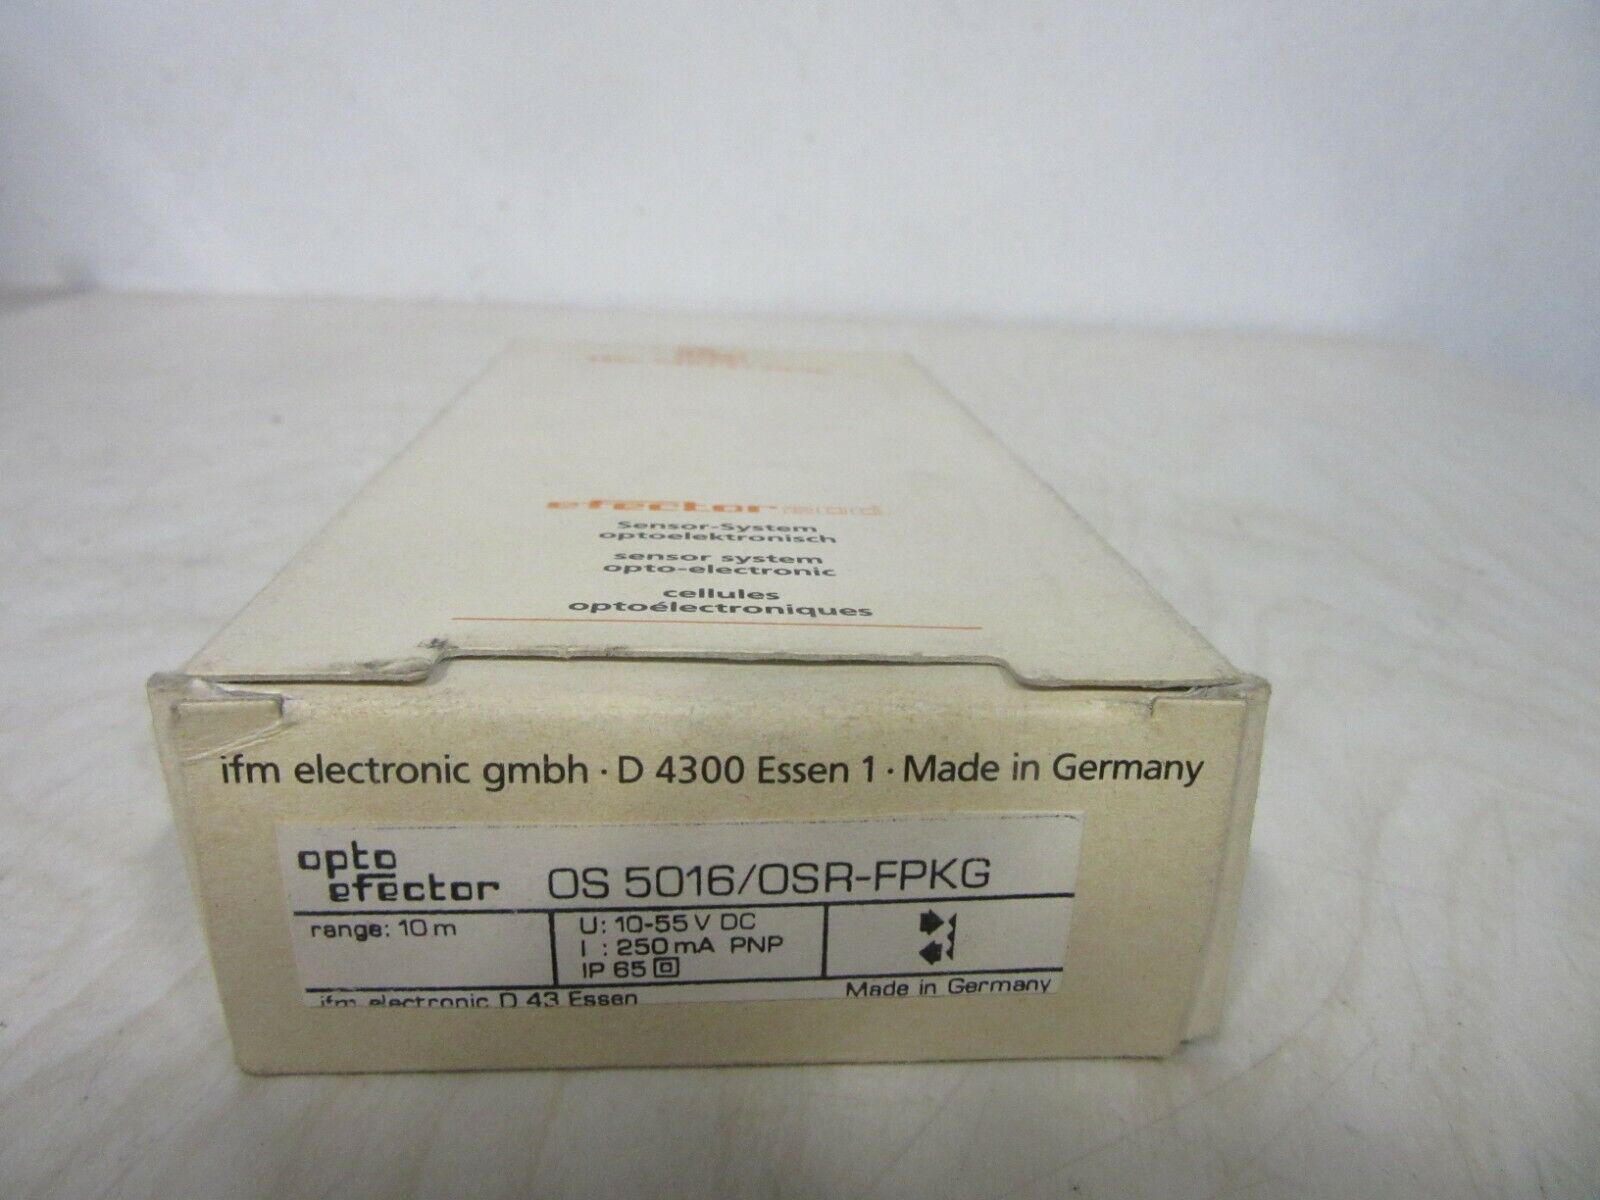 efector
Sensor-System
optoelektronisch
sensor system
opto-electronic
cellules
optoélectroniques
ifm electronic gmbh · D 4300 Essen 1 · Made in Germany
opto
efector
OS 5016/OSR-FPKG
range: 10 m
U: 10-55 V DC
I : 250 mA PNP
IP 65
ifm electronic D 43 Essen
Made in Germany